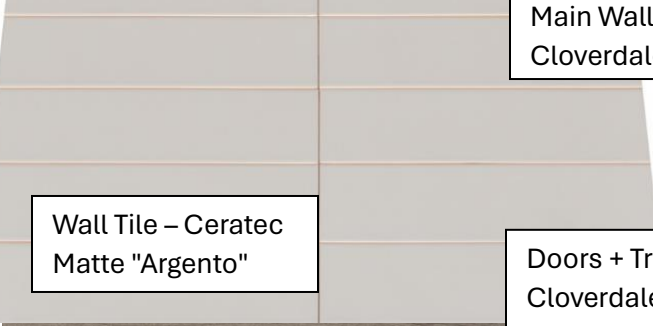 Main Wall
Cloverdal
Wall Tile – Ceratec
Matte "Argento"
Doors + Tr
Cloverdale